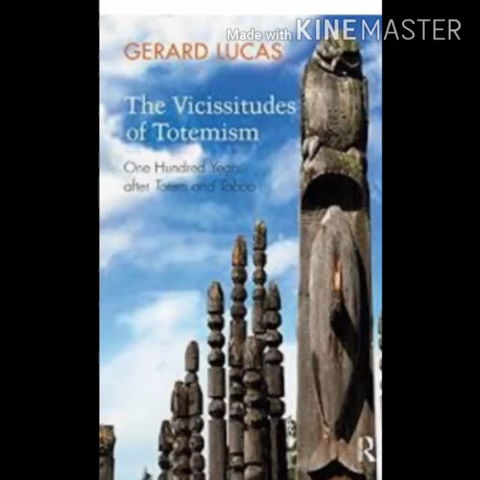 Made with KINEMASTER
GERARD LUCAS
The Vicissitudes
of Totemism
One Hundred Years
after Totem and Taboo
R